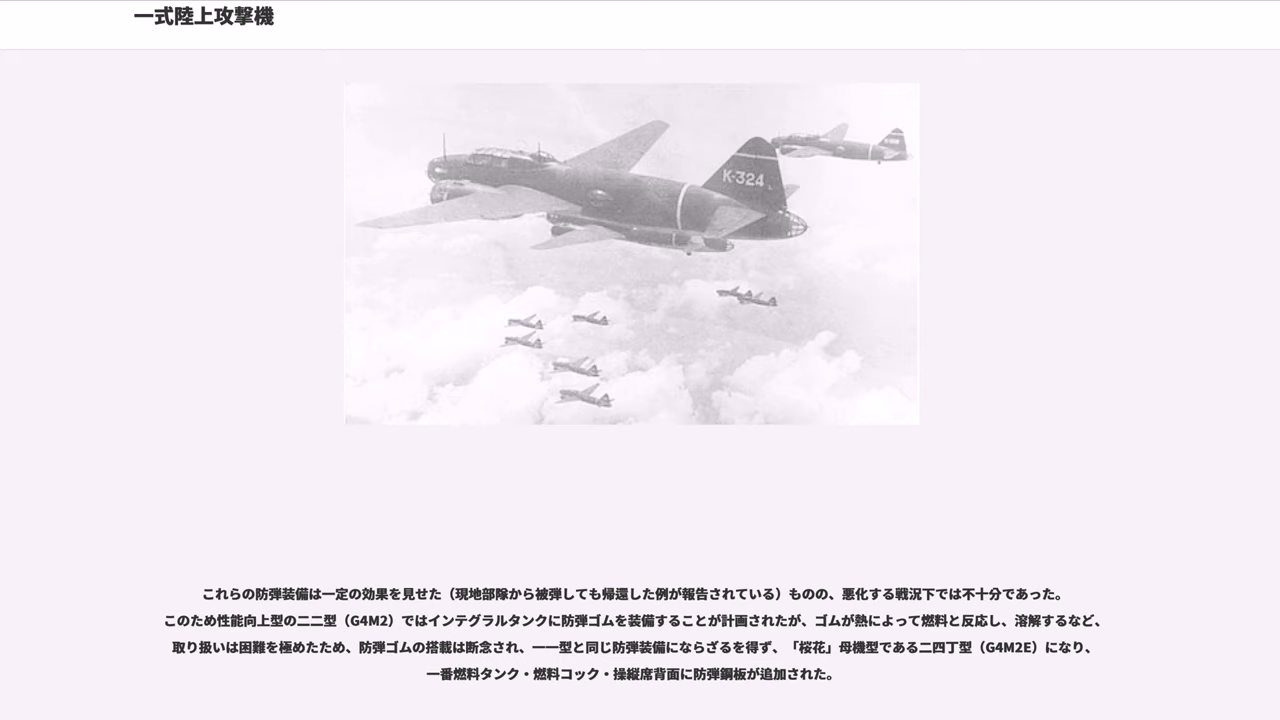 一式陸上攻撃機
K-324
これらの防弾装備は一定の効果を見せた（現地部隊から被弾しても帰還した例が報告されている）ものの、悪化する戦況下では不十分であった。
このため性能向上型の二二型（G4M2）ではインテグラルタンクに防弾ゴムを装備することが計画されたが、ゴムが熱によって燃料と反応し、溶解するなど、
取り扱いは困難を極めたため、防弾ゴムの搭載は断念され、一一型と同じ防弾装備にならざるを得ず、「桜花」母機型である二四丁型（G4M2E）になり、
一番燃料タンク・燃料コック・操縦席背面に防弾鋼板が追加された。